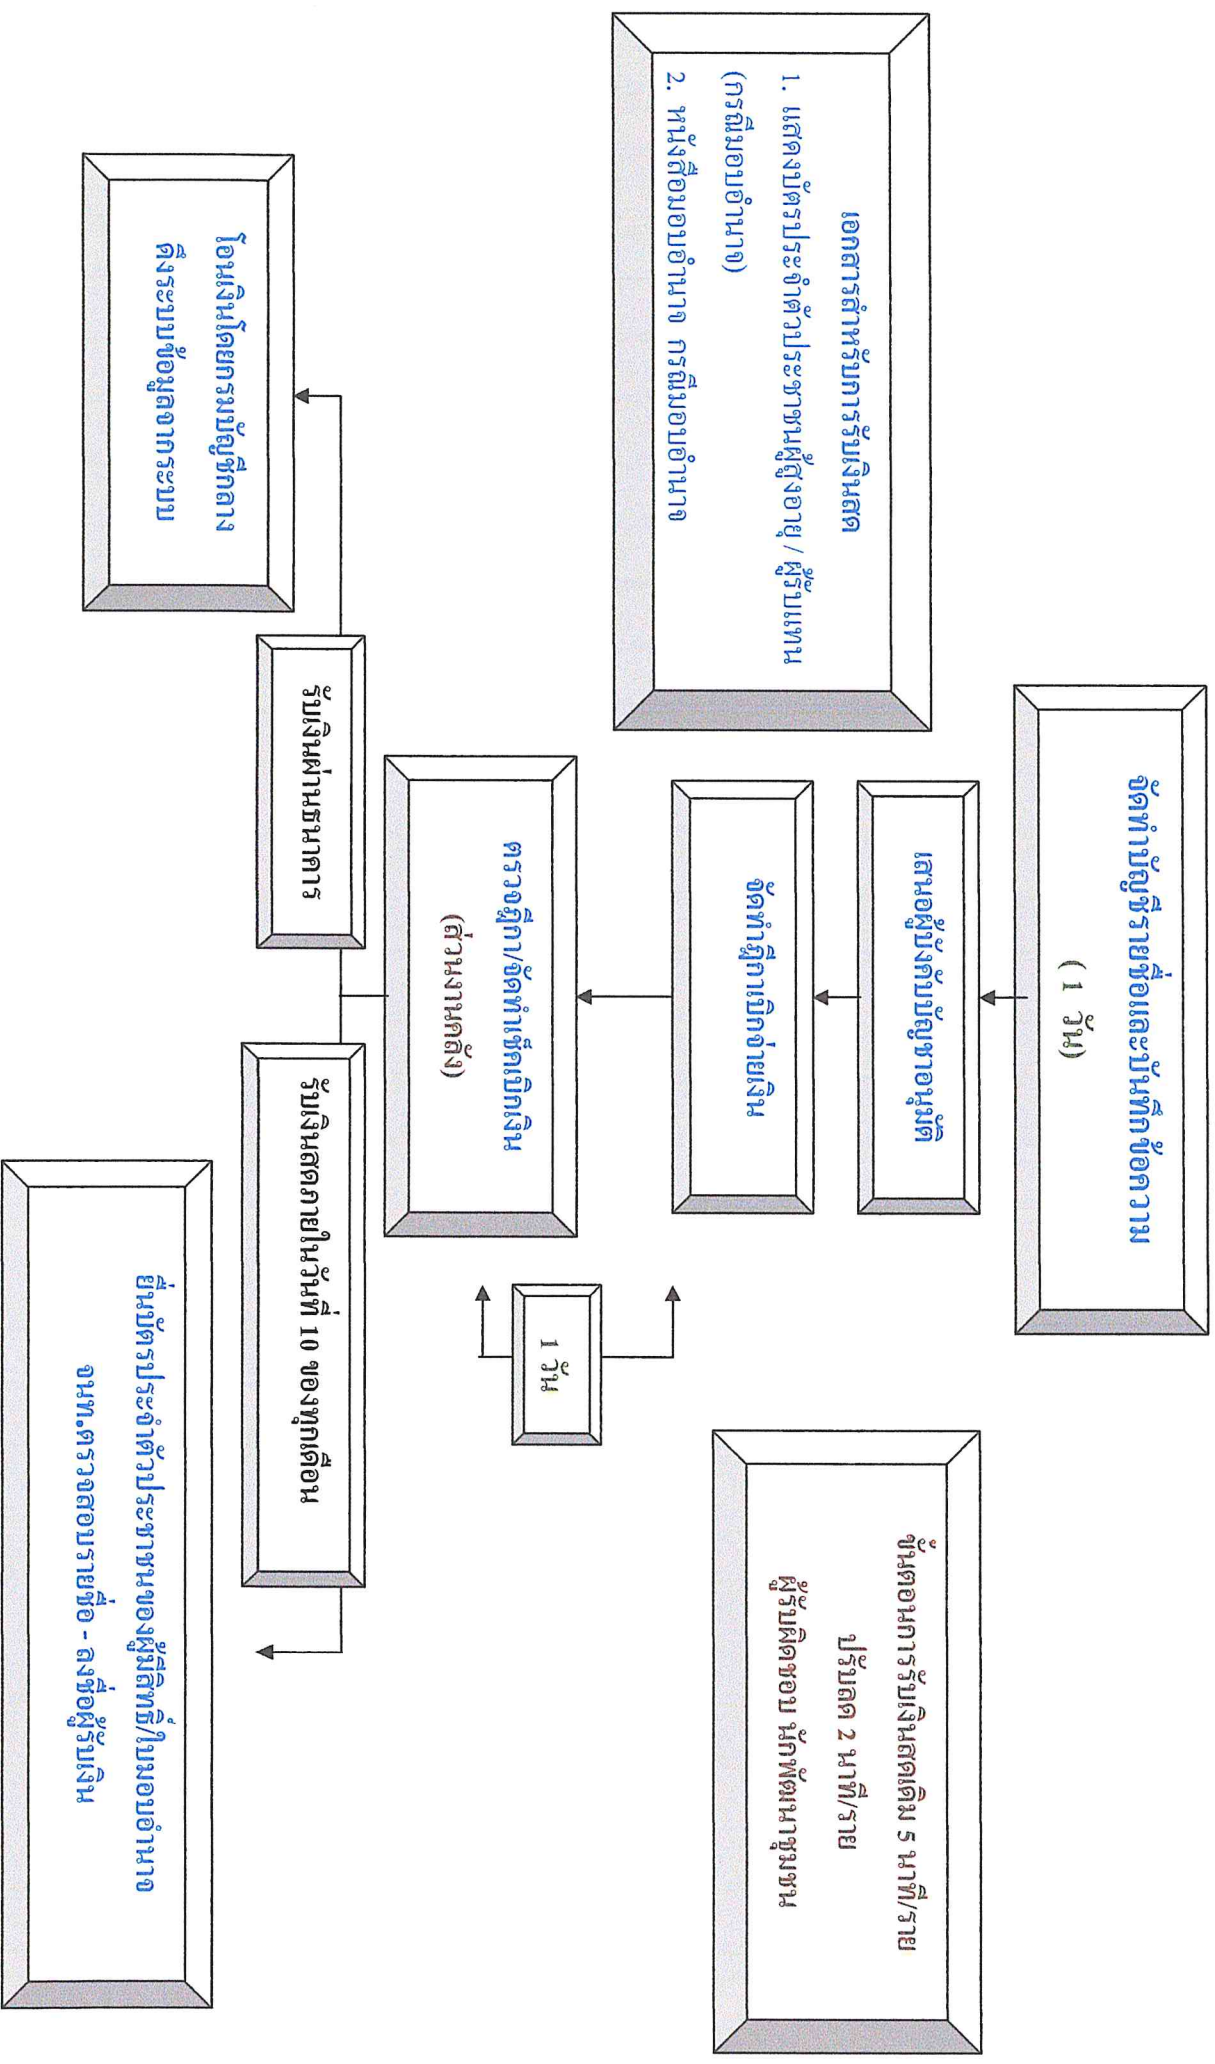 จัดทำบัญชีรายชื่อและบันทึกข้อความ
( 1 วัน)
เอกสารสำหรับการรับเงินสด
1. แสดงบัตรประจำตัวประชาชนผู้สูงอายุ / ผู้รับแทน
(กรณีมอบอำนาจ)
2. หนังสือมอบอำนาจ กรณีมอบอำนาจ
เสนอผู้บังคับบัญชาอนุมัติ
ขั้นตอนการรับเงินสดเดิม 5 นาที/ราย
ปรับลด 2 นาที/ราย
ผู้รับผิดชอบ นักพัฒนาชุมชน
จัดทำฎีกาเบิกจ่ายเงิน
ตรวจฎีกา/จัดทำเช็คเบิกเงิน
(ส่วนงานคลัง)
1 วัน
รับเงินผ่านธนาคาร
รับเงินสดภายในวันที่ 10 ของทุกเดือน
โอนเงินโดยกรมบัญชีกลาง
ดึงระบบข้อมูลจากระบบ
ยื่นบัตรประจำตัวประชาชนของผู้มีสิทธิ์/ใบมอบอำนาจ
จนท.ตรวจสอบรายชื่อ - ลงชื่อผู้รับเงิน